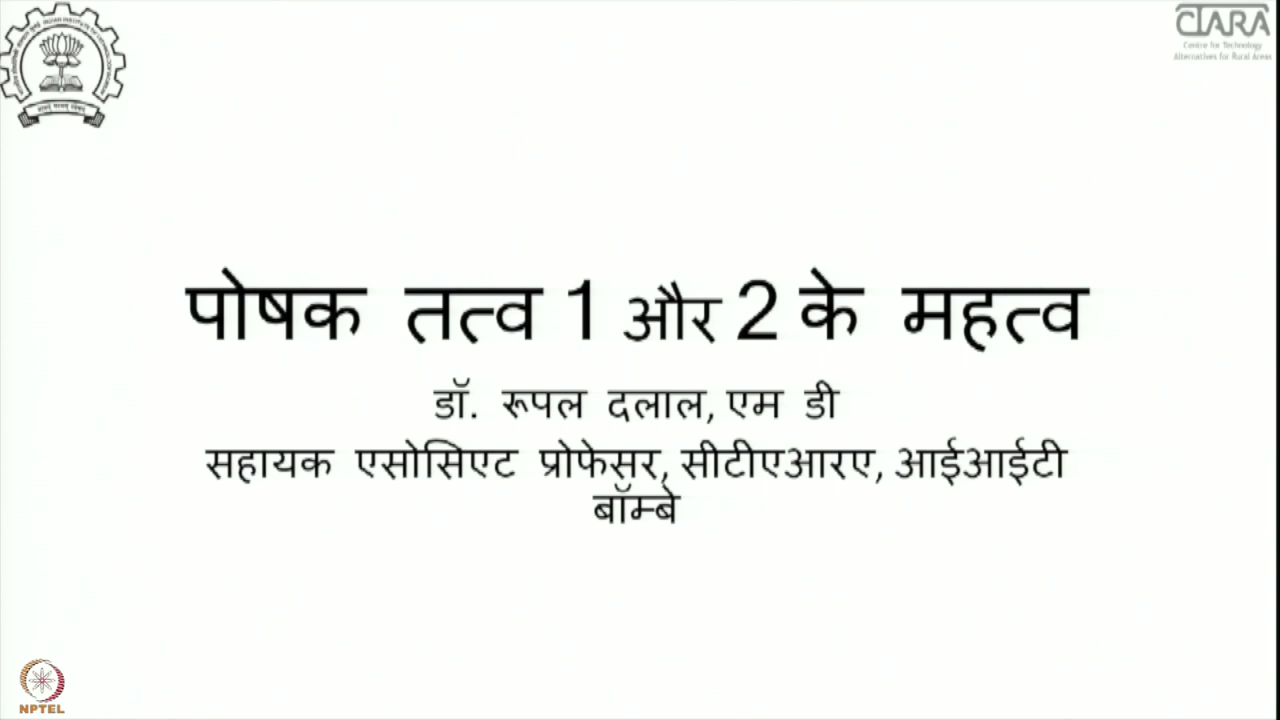 CTARA
Centre for Technology
Alternatives for Rural Areas
पोषक तत्व 1 और 2 के महत्व
डॉ. रूपल दलाल, एम डी
सहायक एसोसिएट प्रोफेसर, सीटीएआरए, आईआईटी
बॉम्बे
NPTEL